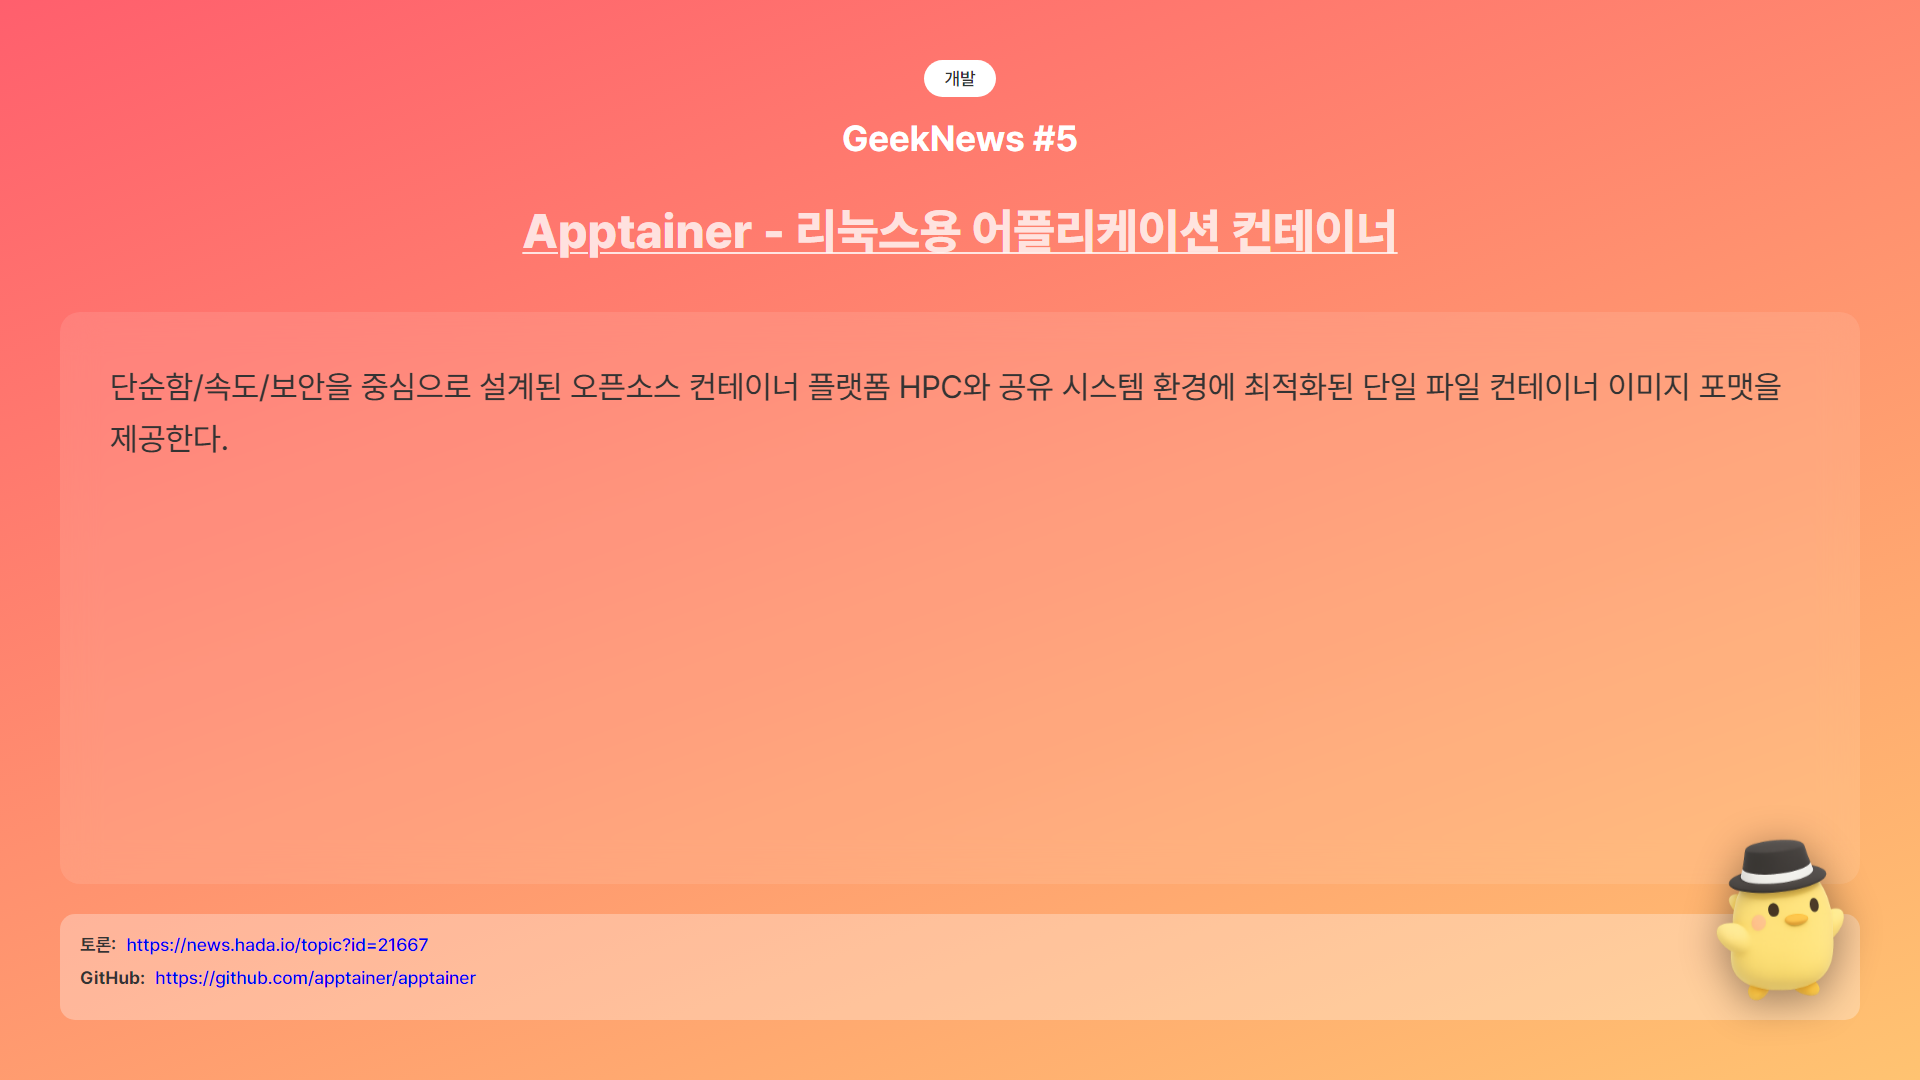 개발
GeekNews #5
Apptainer - 리눅스용 어플리케이션 컨테이너
단순함/속도/보안을 중심으로 설계된 오픈소스 컨테이너 플랫폼 HPC와 공유 시스템 환경에 최적화된 단일 파일 컨테이너 이미지 포맷을
제공한다.
토론: https://news.hada.io/topic?id=21667
GitHub: https://github.com/apptainer/apptainer